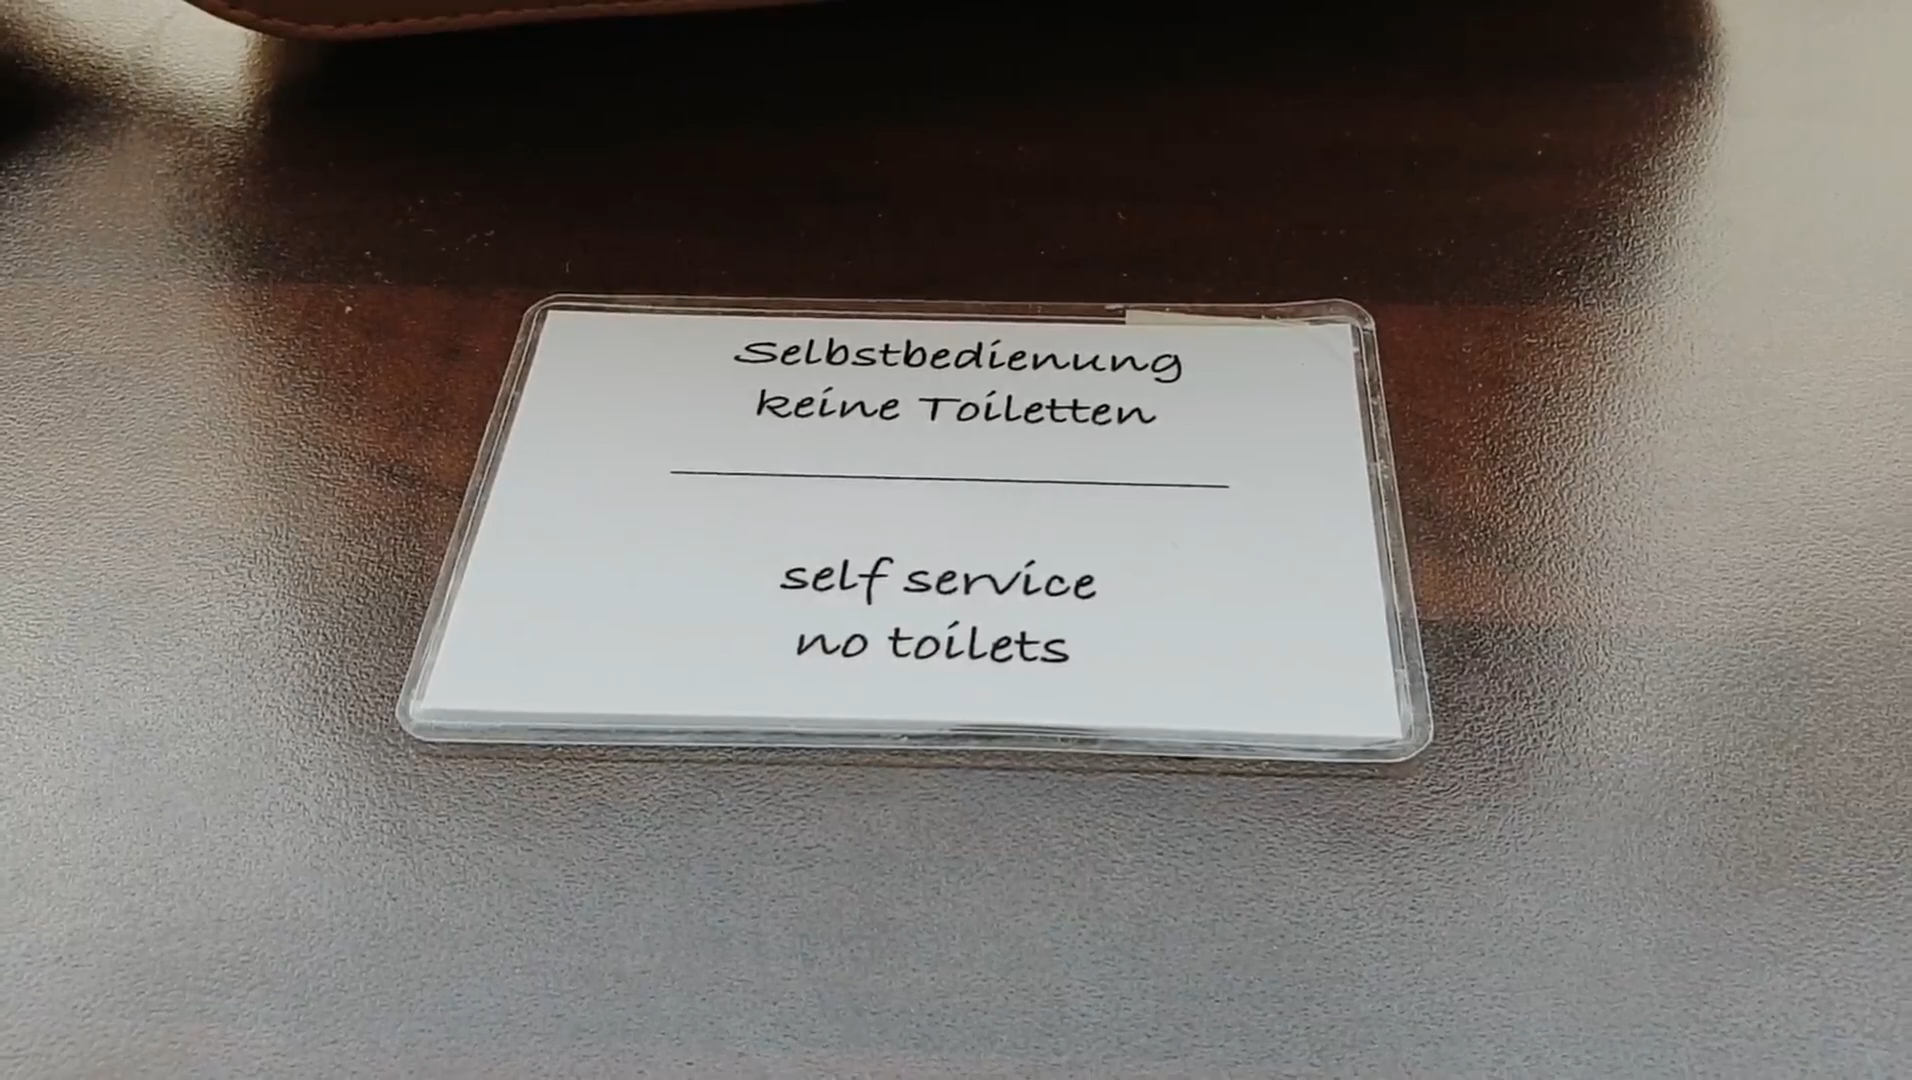 Selbstbedienung
keine Toiletten
self service
no toilets